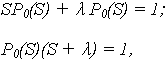 SP₀(S) + λ P₀(S) = 1;
P₀(S)(S + λ) = 1,